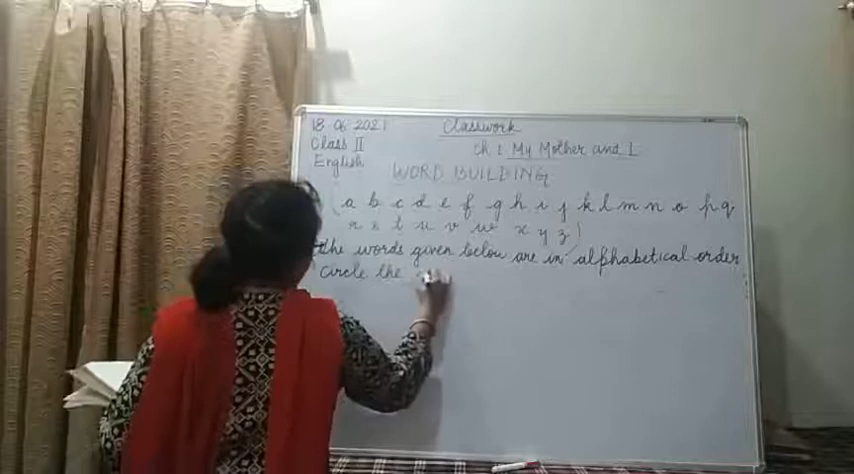 18-06-2021 Classwork
Class II Ch 1 My Mother and I
English
WORD BUILDING
( a b c d e f g h i j k l m n o p q
r s t u v w x y z )
the words given below are in alphabetical order
circle the